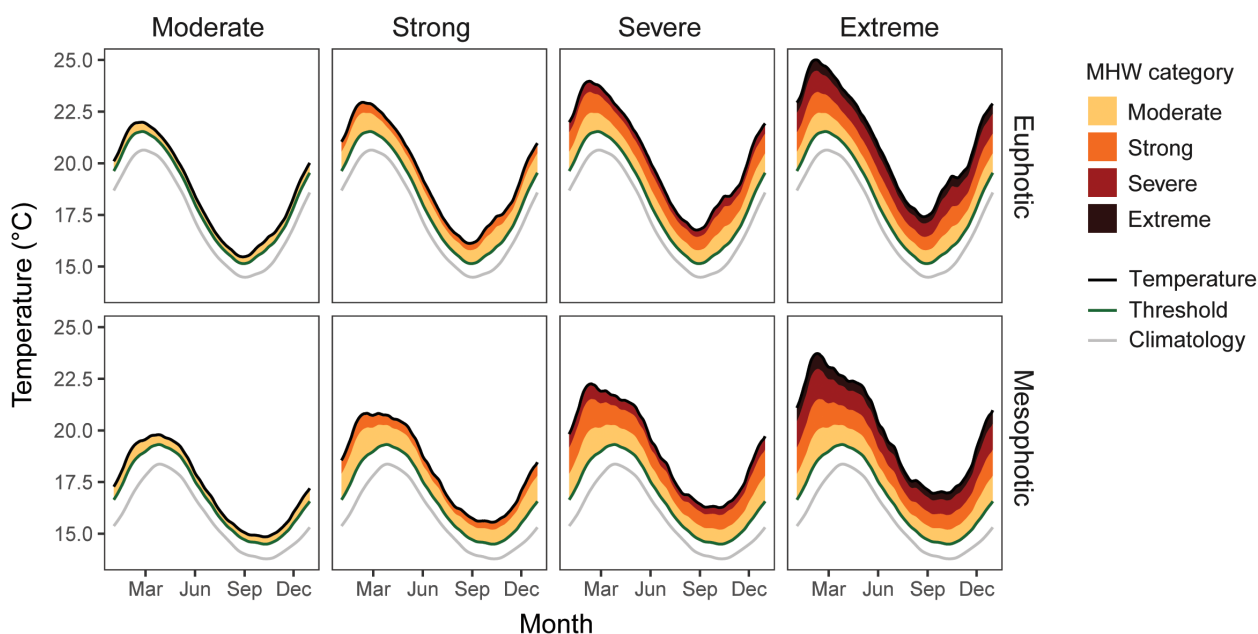 Moderate Strong Severe Extreme
Temperature (°C)
25.0
22.5
20.0
17.5
15.0
Euphotic
25.0
22.5
20.0
17.5
15.0
Mesophotic
Mar Jun Sep Dec Mar Jun Sep Dec Mar Jun Sep Dec Mar Jun Sep Dec
Month
MHW category
Moderate
Strong
Severe
Extreme
Temperature
Threshold
Climatology